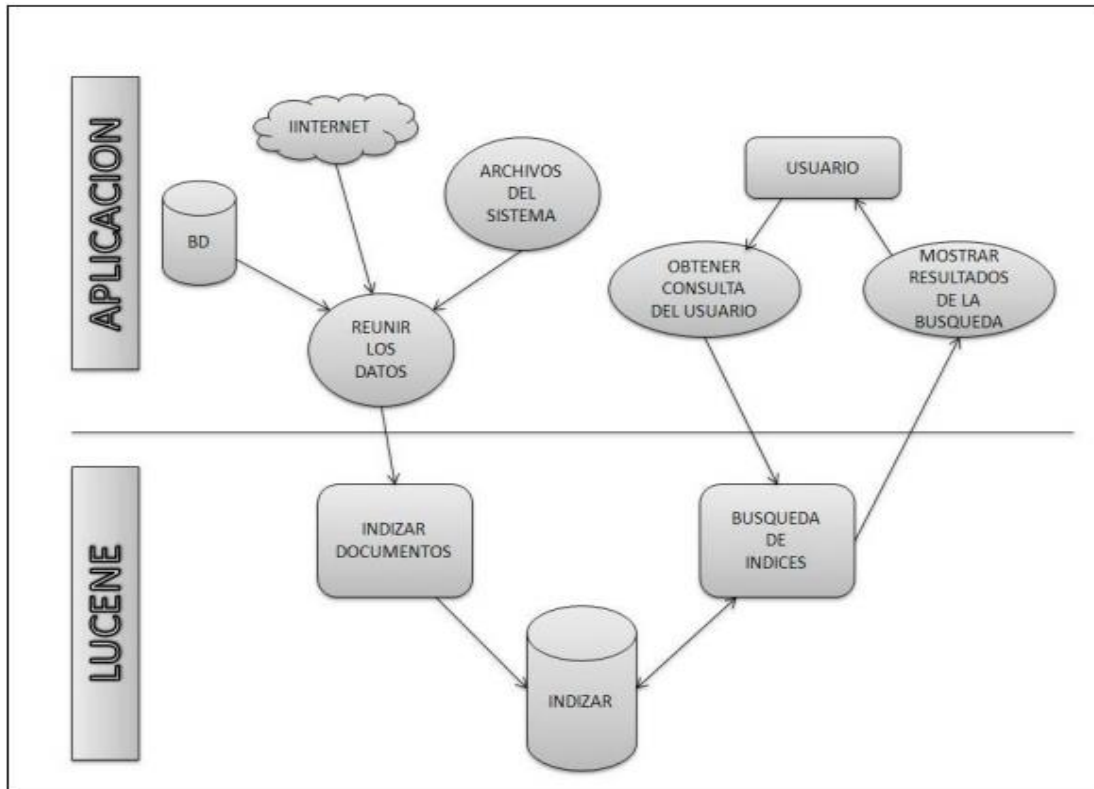 APLICACION
IINTERNET
ARCHIVOS
DEL
SISTEMA
BD
REUNIR
LOS
DATOS
USUARIO
OBTENER
CONSULTA
DEL USUARIO
MOSTRAR
RESULTADOS
DE LA
BUSQUEDA
LUCENE
INDIZAR
DOCUMENTOS
BUSQUEDA
DE
INDICES
INDIZAR